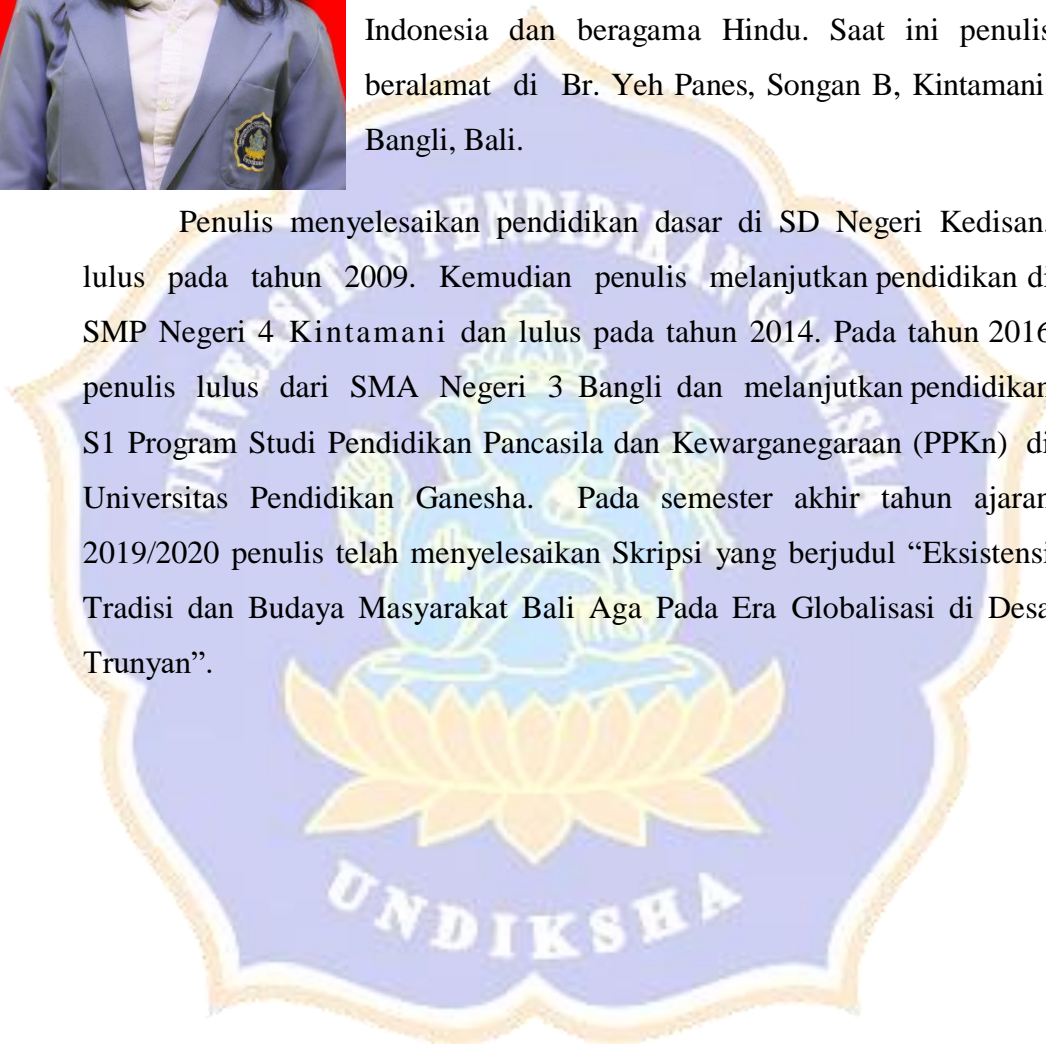 Indonesia dan beragama Hindu. Saat ini penulis
beralamat di Br. Yeh Panes, Songan B, Kintamani,
Bangli, Bali.
Penulis menyelesaikan pendidikan dasar di SD Negeri Kedisan,
lulus pada tahun 2009. Kemudian penulis melanjutkan pendidikan di
SMP Negeri 4 Kintamani dan lulus pada tahun 2014. Pada tahun 2016
penulis lulus dari SMA Negeri 3 Bangli dan melanjutkan pendidikan
S1 Program Studi Pendidikan Pancasila dan Kewarganegaraan (PPKn) di
Universitas Pendidikan Ganesha. Pada semester akhir tahun ajaran
2019/2020 penulis telah menyelesaikan Skripsi yang berjudul “Eksistensi
Tradisi dan Budaya Masyarakat Bali Aga Pada Era Globalisasi di Desa
Trunyan”.
UNIVERSITAS PENDIDIKAN GANESHA
UNDIKSHA